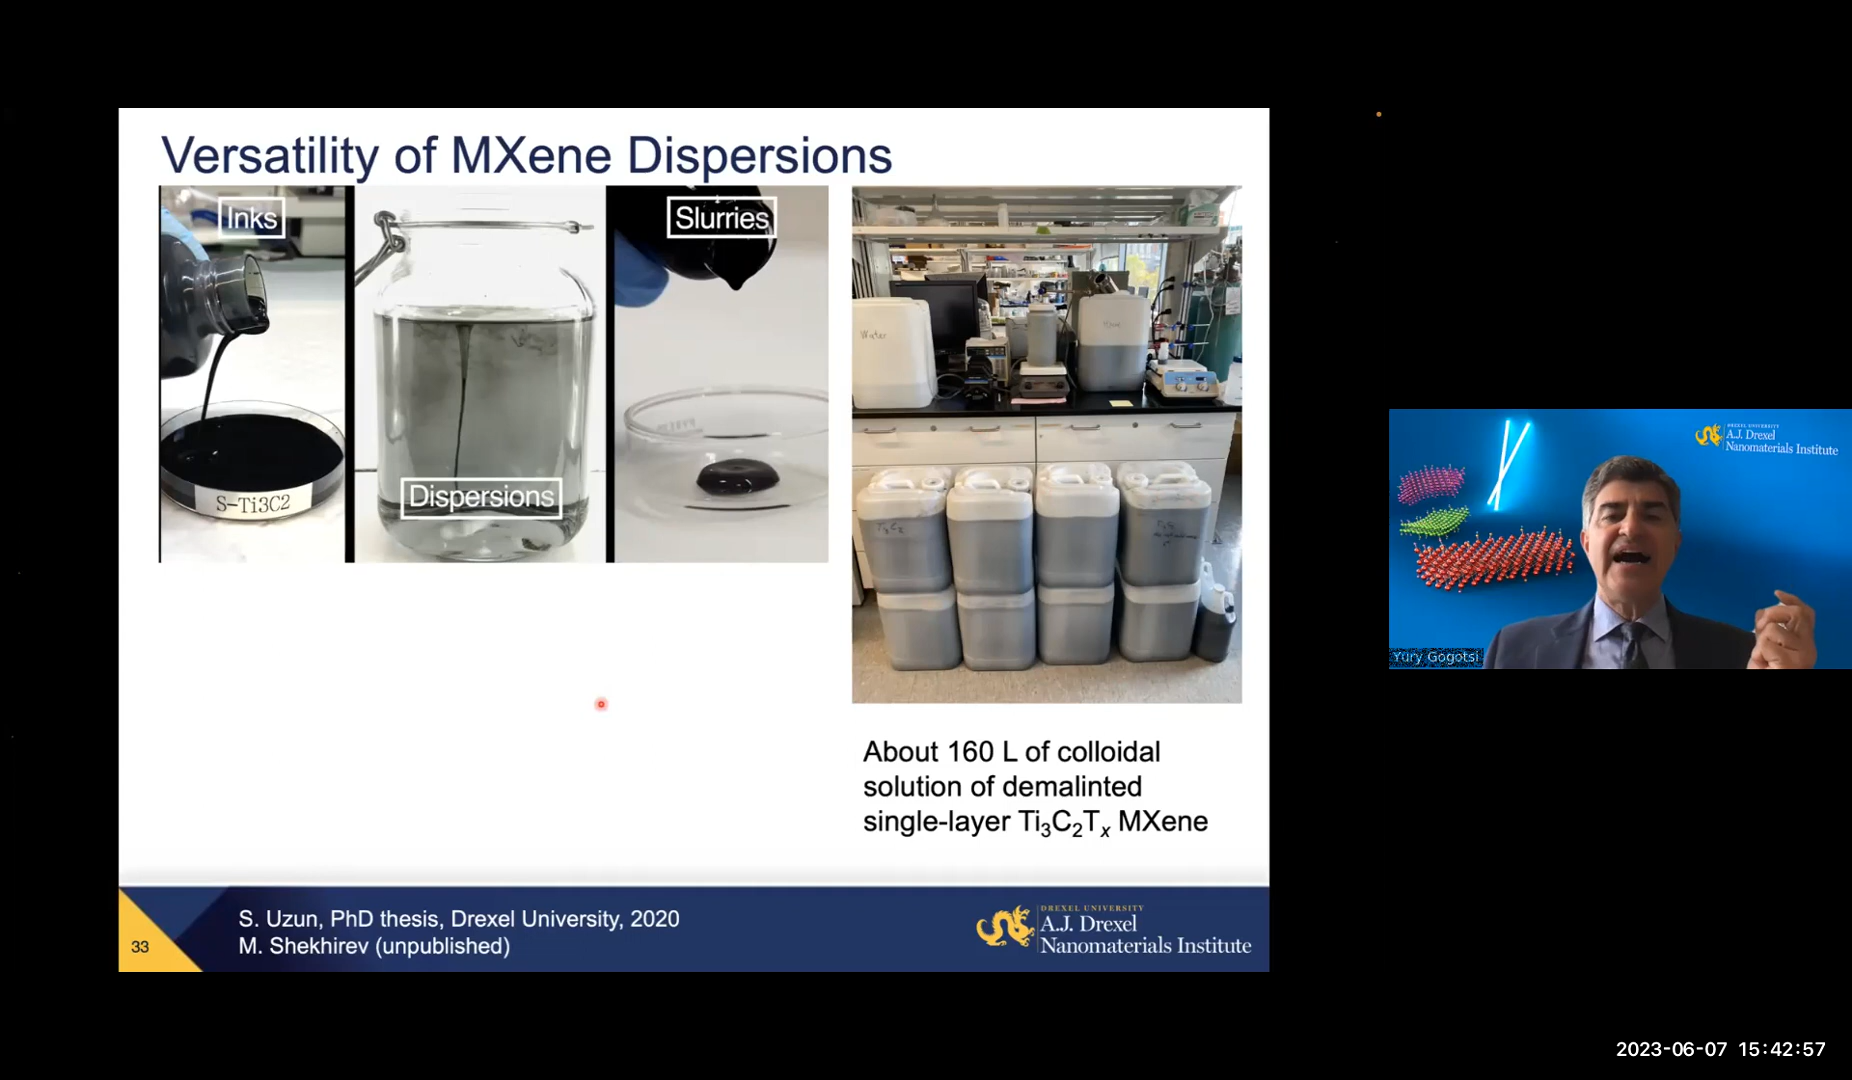 Versatility of MXene Dispersions
Inks
Slurries
Dispersions
S-Ti3C2
Water
About 160 L of colloidal
solution of demalinted
single-layer Ti₃C₂Tₓ MXene
33
S. Uzun, PhD thesis, Drexel University, 2020
M. Shekhirev (unpublished)
DREXEL UNIVERSITY
A.J. Drexel
Nanomaterials Institute
DREXEL UNIVERSITY
A.J. Drexel
Nanomaterials Institute
Yury Gogotsi
2023-06-07 15:42:57